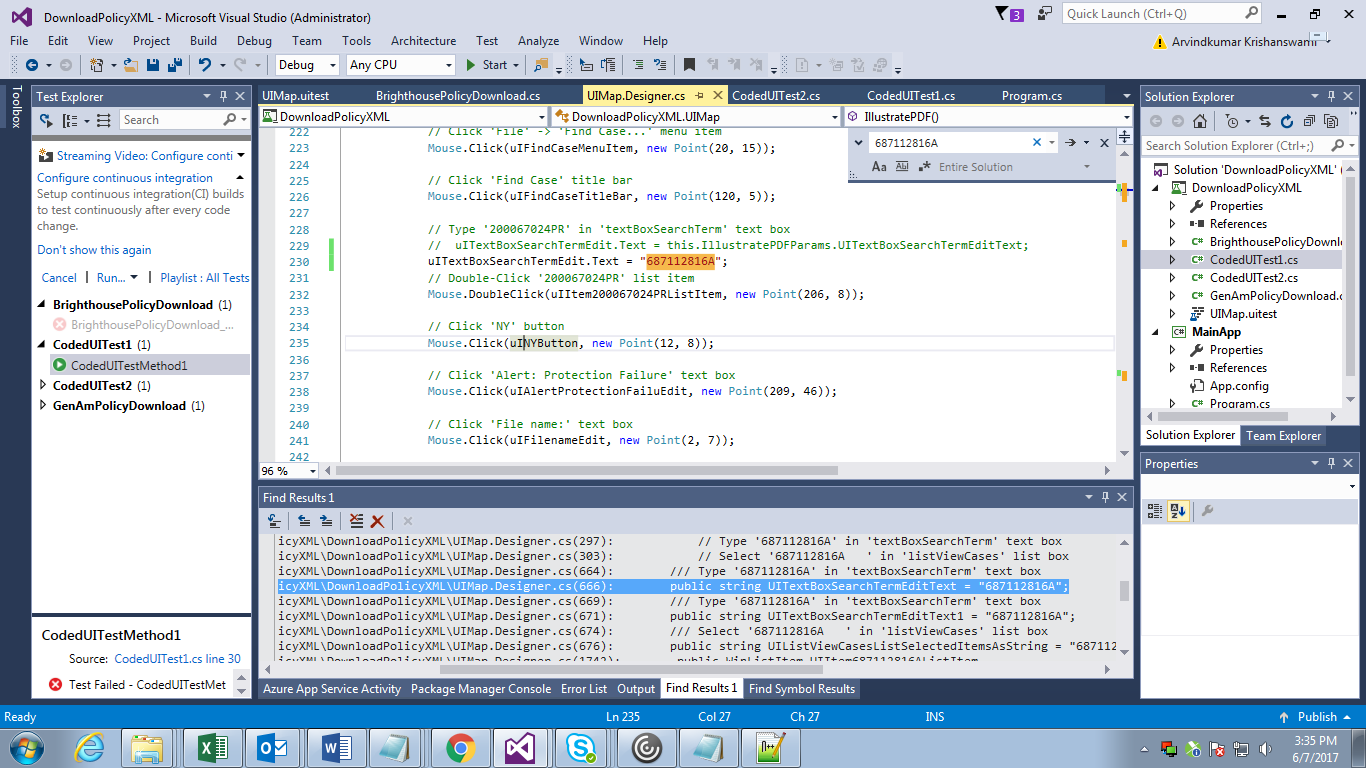 DownloadPolicyXML - Microsoft Visual Studio (Administrator)
3
Quick Launch (Ctrl+Q)
File Edit View Project Build Debug Team Tools Architecture Test Analyze Window Help
Arvindkumar Krishanswami
Debug Any CPU Start
Toolbox
Test Explorer
Search
Streaming Video: Configure conti
Configure continuous integration
Setup continuous integration(CI) builds
to test continuously after every code
change.
Don't show this again
Cancel Run... Playlist : All Tests
BrighthousePolicyDownload (1)
BrighthousePolicyDownload_...
CodedUITest1 (1)
CodedUITestMethod1
CodedUITest2 (1)
GenAmPolicyDownload (1)
CodedUITestMethod1
Source: CodedUITest1.cs line 30
Test Failed - CodedUITestMet
UIMap.uitest BrighthousePolicyDownload.cs UIMap.Designer.cs CodedUITest2.cs CodedUITest1.cs Program.cs
DownloadPolicyXML DownloadPolicyXML.UIMap IllustratePDF()
687112816A
Aa Ab Entire Solution
222 // Click 'File' -> 'Find Case...' menu item
223 Mouse.Click(uIFindCaseMenuItem, new Point(20, 15));
224
225 // Click 'Find Case' title bar
226 Mouse.Click(uIFindCaseTitleBar, new Point(120, 5));
227
228 // Type '200067024PR' in 'textBoxSearchTerm' text box
229 // uITextBoxSearchTermEdit.Text = this.IllustratePDFParams.UITextBoxSearchTermEditText;
230 uITextBoxSearchTermEdit.Text = "687112816A";
231 // Double-Click '200067024PR' list item
232 Mouse.DoubleClick(uIItem200067024PRListItem, new Point(206, 8));
233
234 // Click 'NY' button
235 Mouse.Click(uINYButton, new Point(12, 8));
236
237 // Click 'Alert: Protection Failure' text box
238 Mouse.Click(uIAlertProtectionFailuEdit, new Point(209, 46));
239
240 // Click 'File name:' text box
241 Mouse.Click(uIFilenameEdit, new Point(2, 7));
242
96 %
Find Results 1
icyXML\DownloadPolicyXML\UIMap.Designer.cs(297): // Type '687112816A' in 'textBoxSearchTerm' text box
icyXML\DownloadPolicyXML\UIMap.Designer.cs(303): // Select '687112816A ' in 'listViewCases' list box
icyXML\DownloadPolicyXML\UIMap.Designer.cs(664): /// Type '687112816A' in 'textBoxSearchTerm' text box
icyXML\DownloadPolicyXML\UIMap.Designer.cs(666): public string UITextBoxSearchTermEditText = "687112816A";
icyXML\DownloadPolicyXML\UIMap.Designer.cs(669): /// Type '687112816A' in 'textBoxSearchTerm' text box
icyXML\DownloadPolicyXML\UIMap.Designer.cs(671): public string UITextBoxSearchTermEditText1 = "687112816A";
icyXML\DownloadPolicyXML\UIMap.Designer.cs(674): /// Select '687112816A ' in 'listViewCases' list box
icyXML\DownloadPolicyXML\UIMap.Designer.cs(676): public string UIListViewCasesListSelectedItemsAsString = "687112
icyXML\DownloadPolicyXML\UIMap.Designer.cs(1742): public WinListItem UIItem687112816AListItem
Azure App Service Activity Package Manager Console Error List Output Find Results 1 Find Symbol Results
Solution Explorer
Search Solution Explorer (Ctrl+;)
Solution 'DownloadPolicyXML' (
DownloadPolicyXML
Properties
References
BrighthousePolicyDownl
C# CodedUITest1.cs
C# CodedUITest2.cs
C# GenAmPolicyDownload.c
UIMap.uitest
C# MainApp
Properties
References
App.config
C# Program.cs
Solution Explorer Team Explorer
Properties
Ready Ln 235 Col 27 Ch 27 INS Publish
3:35 PM
6/7/2017